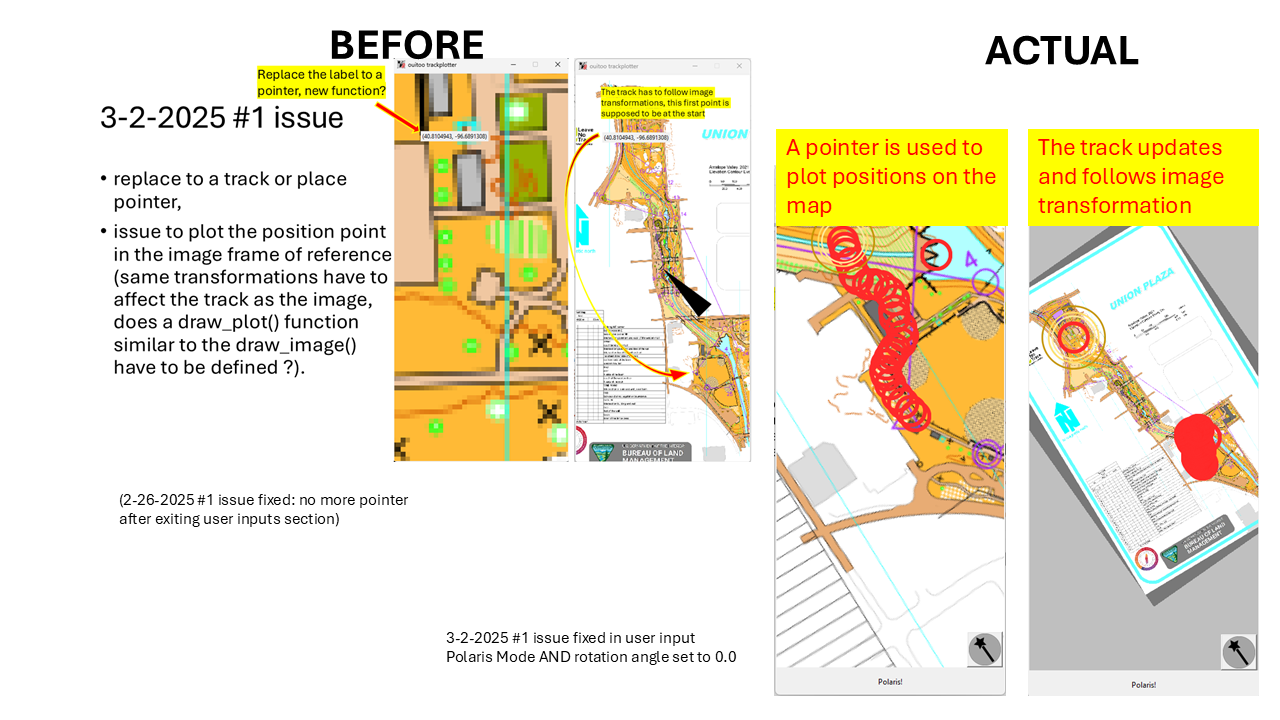 BEFORE
ACTUAL
Replace the label to a
pointer, new function?
3-2-2025 #1 issue
• replace to a track or place
pointer,
• issue to plot the position point
in the image frame of reference
(same transformations have to
affect the track as the image,
does a draw_plot() function
similar to the draw_image()
have to be defined ?).
(2-26-2025 #1 issue fixed: no more pointer
after exiting user inputs section)
ouitoo trackplotter
(40.8104943, -96.6891308)
ouitoo trackplotter
The track has to follow image
transformations, this first point is
supposed to be at the start
Leave
No
UNION
(40.8104943, -96.6891308)
BUREAU OF LAND
MANAGEMENT
3-2-2025 #1 issue fixed in user input
Polaris Mode AND rotation angle set to 0.0
A pointer is used to
plot positions on the
map
4
Polaris!
The track updates
and follows image
transformation
UNION PLAZA
BUREAU OF LAND
MANAGEMENT
Polaris!